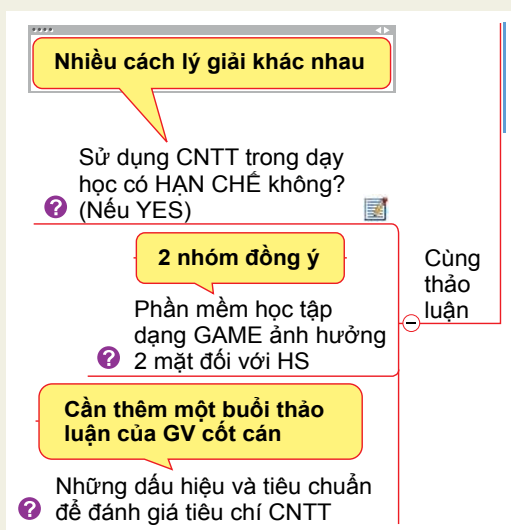 Nhiều cách lý giải khác nhau
Sử dụng CNTT trong dạy
học có HẠN CHẾ không?
(Nếu YES)
2 nhóm đồng ý
Phần mềm học tập
dạng GAME ảnh hưởng
2 mặt đối với HS
Cần thêm một buổi thảo
luận của GV cốt cán
Những dấu hiệu và tiêu chuẩn
để đánh giá tiêu chí CNTT
Cùng
thảo
luận